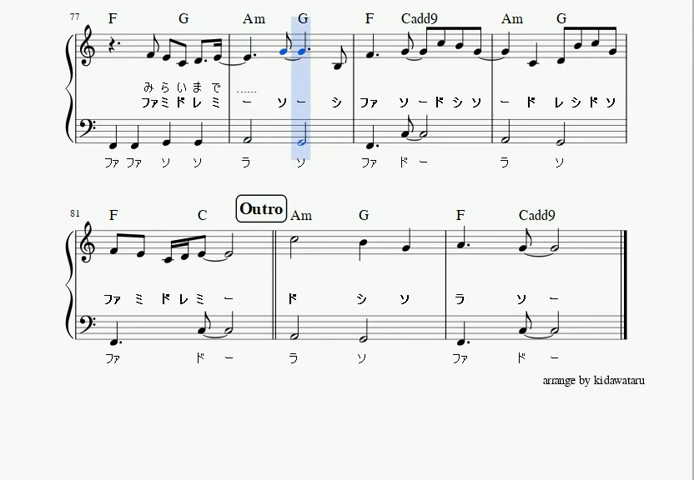 77 F G Am G F Cadd9 Am G
みらいまで……
ファミドレミーソーシ ファソードシソードレシドソ
ファ ファ ソ ソ ラ ソ ファ ドー ラ ソ
81 F C Outro Am G F Cadd9
ファ ミ ドレミー ド シ ソ ラ ソー
ファ ドー ラ ソ ファ ドー
arrange by kidawataru